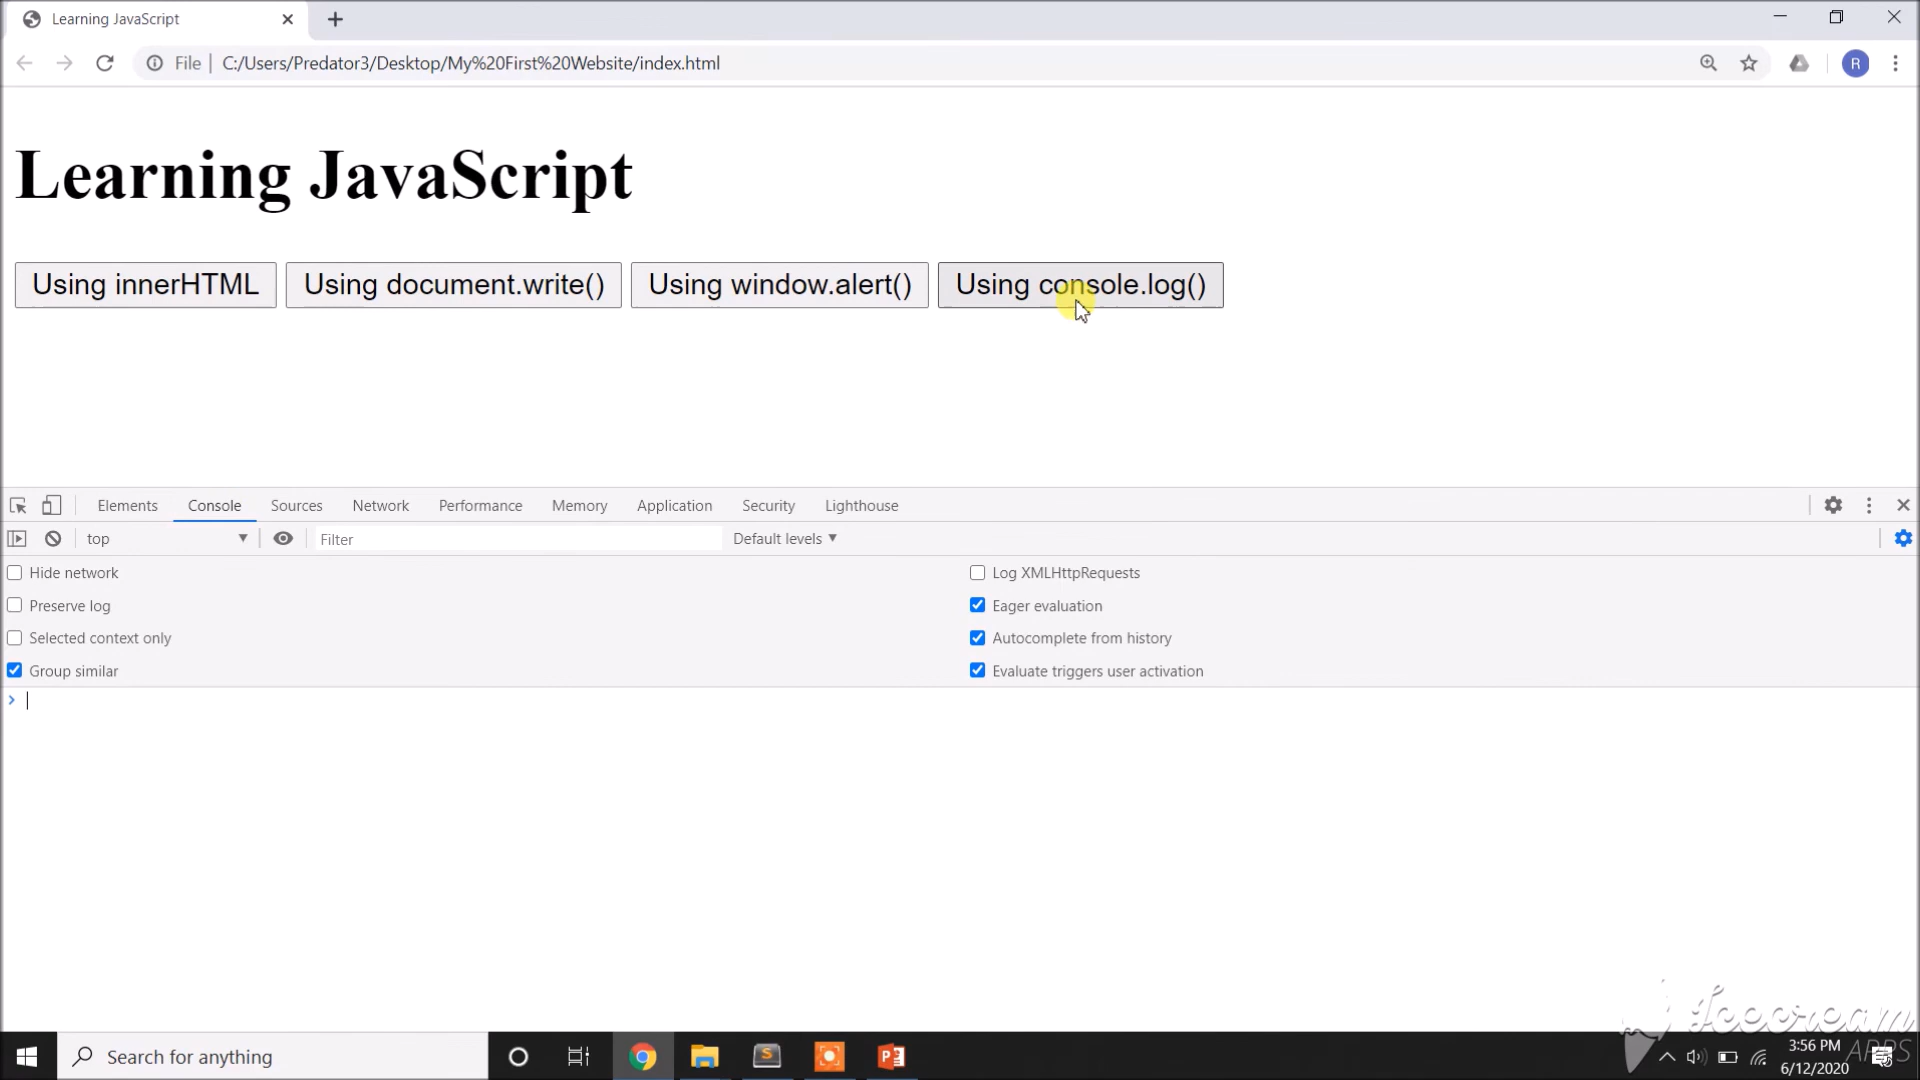 Learning JavaScript
File | C:/Users/Predator3/Desktop/My%20First%20Website/index.html
R
Learning JavaScript
Using innerHTML Using document.write() Using window.alert() Using console.log()
Elements Console Sources Network Performance Memory Application Security Lighthouse
top Filter Default levels
Hide network Log XMLHttpRequests
Preserve log Eager evaluation
Selected context only Autocomplete from history
Group similar Evaluate triggers user activation
Icecream
APPS
Search for anything
3:56 PM
6/12/2020